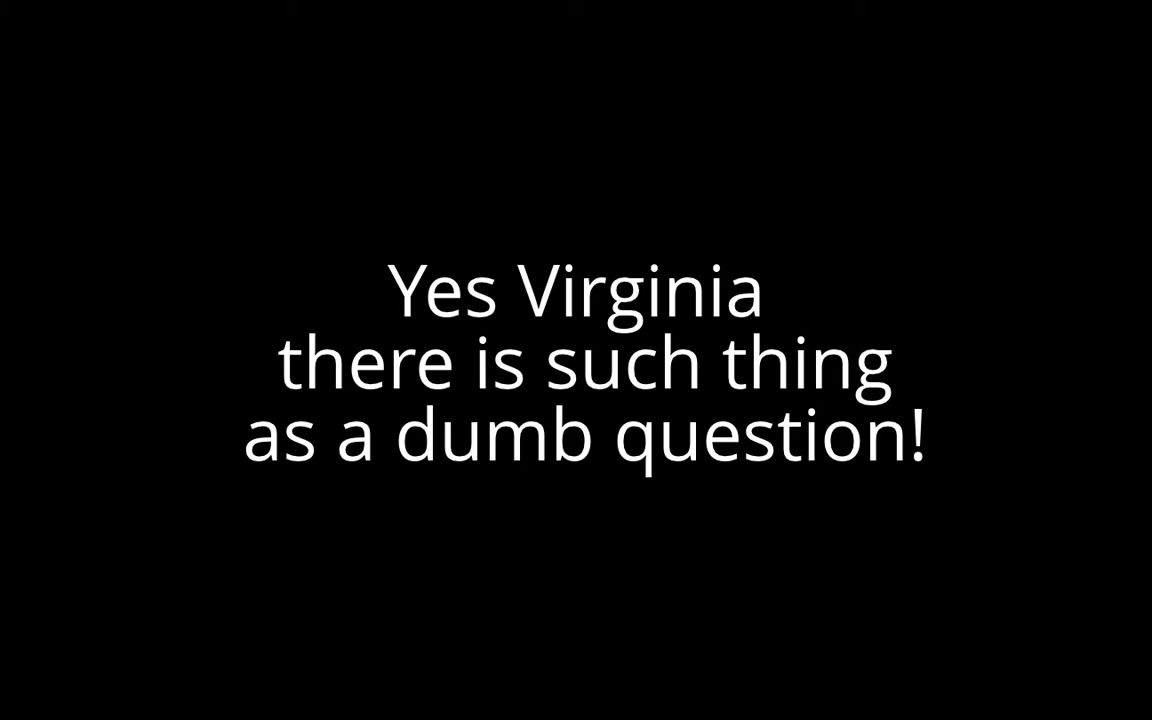 Yes Virginia
there is such thing
as a dumb question!